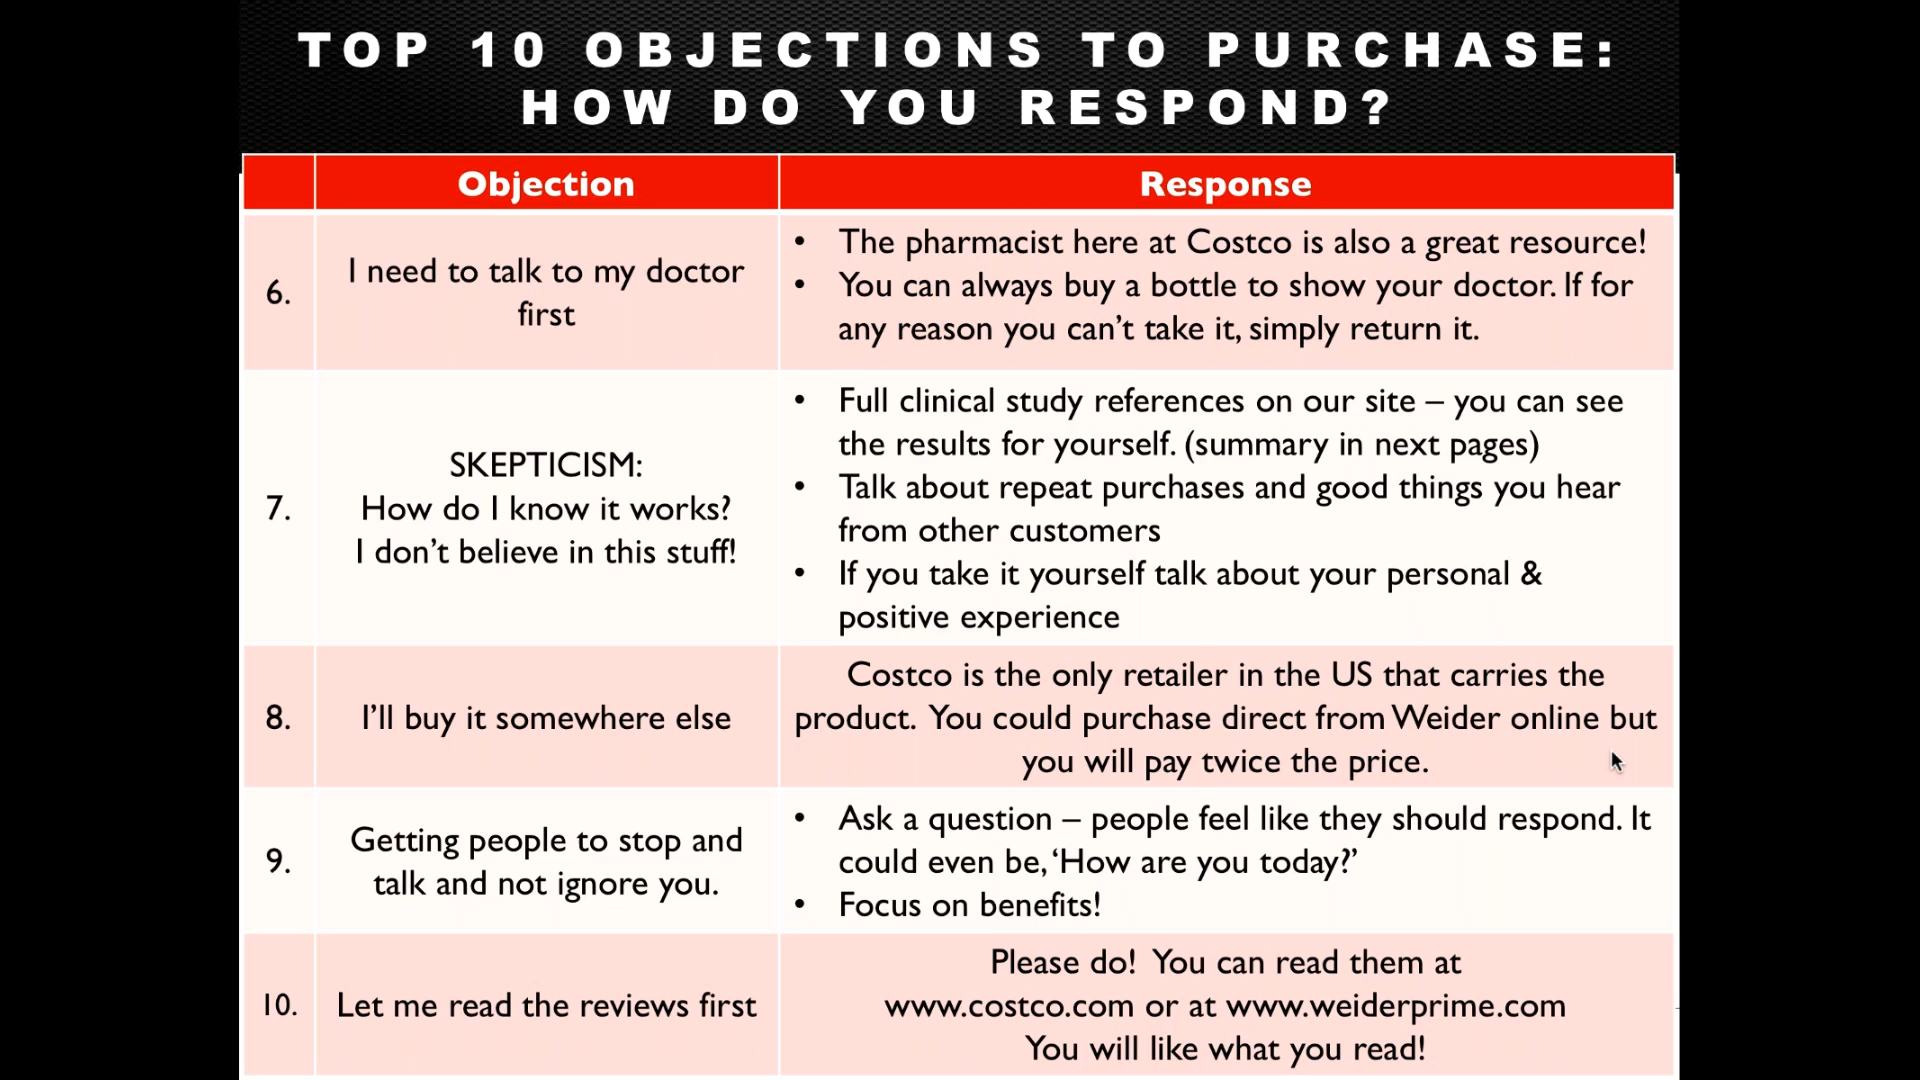 TOP 10 OBJECTIONS TO PURCHASE:
HOW DO YOU RESPOND?
Objection
Response
6.
I need to talk to my doctor
first
• The pharmacist here at Costco is also a great resource!
• You can always buy a bottle to show your doctor. If for
any reason you can't take it, simply return it.
7.
SKEPTICISM:
How do I know it works?
I don't believe in this stuff!
• Full clinical study references on our site – you can see
the results for yourself. (summary in next pages)
• Talk about repeat purchases and good things you hear
from other customers
• If you take it yourself talk about your personal &
positive experience
8.
I'll buy it somewhere else
Costco is the only retailer in the US that carries the
product. You could purchase direct from Weider online but
you will pay twice the price.
9.
Getting people to stop and
talk and not ignore you.
• Ask a question – people feel like they should respond. It
could even be, 'How are you today?'
• Focus on benefits!
10.
Let me read the reviews first
Please do! You can read them at
www.costco.com or at www.weiderprime.com
You will like what you read!